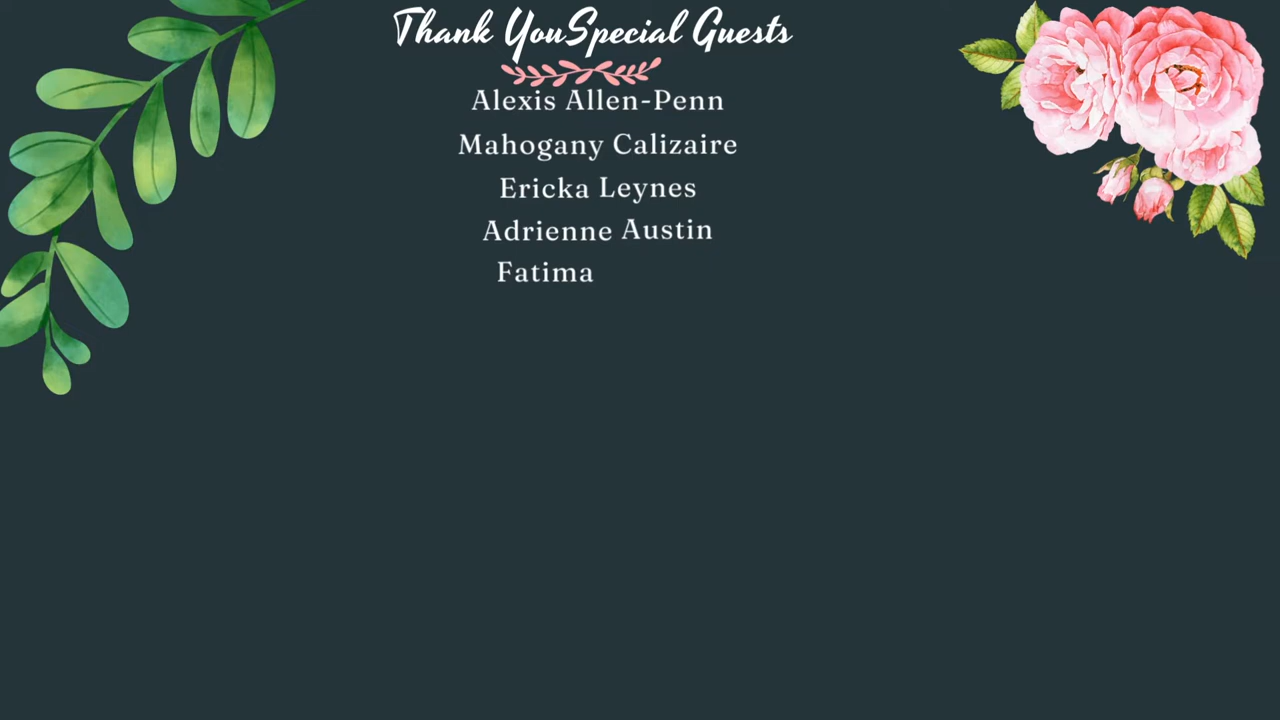 Thank YouSpecial Guests
Alexis Allen-Penn
Mahogany Calizaire
Ericka Leynes
Adrienne Austin
Fatima